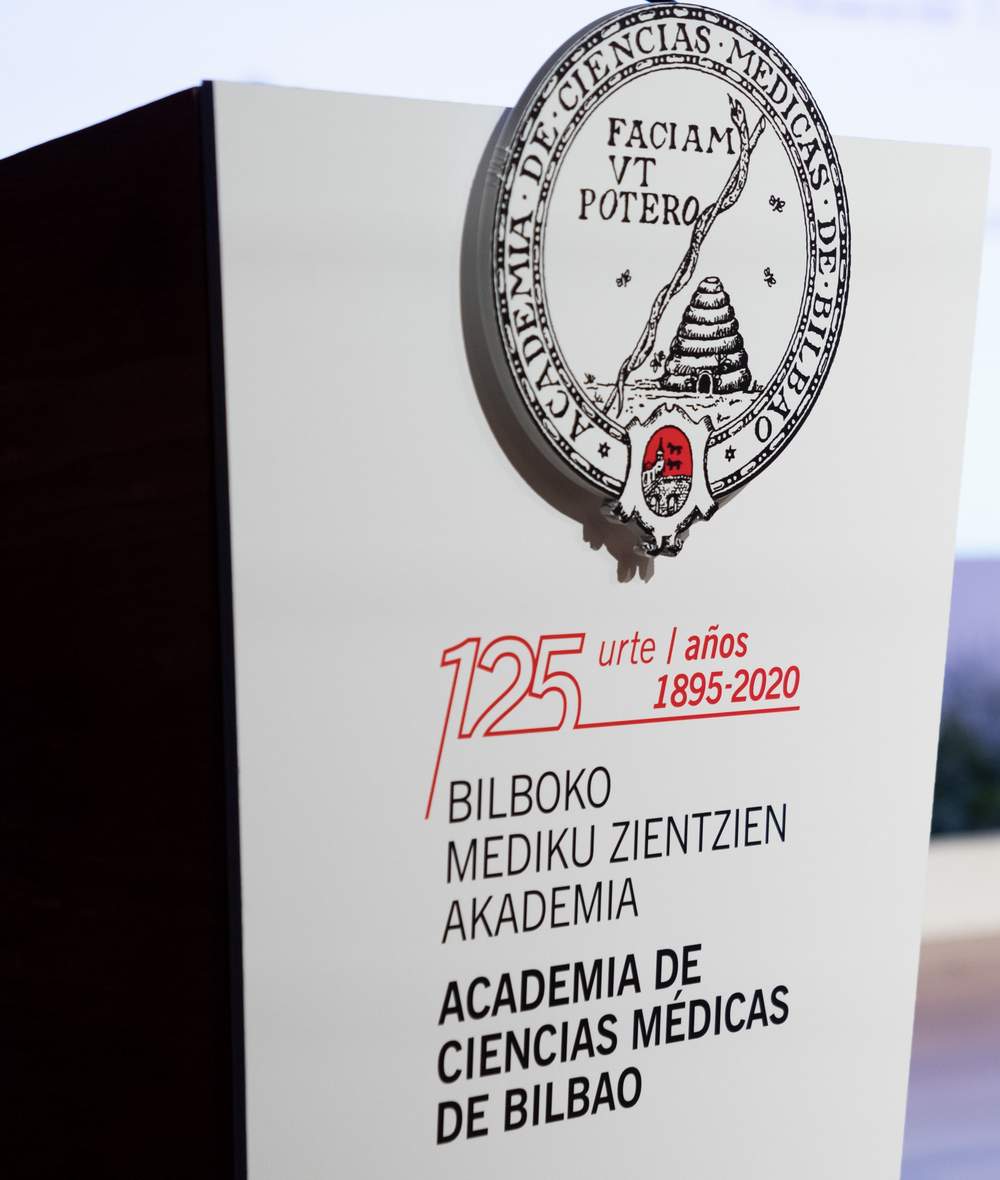 ACADEMIA · DE · CIENCIAS · MEDICAS · DE · BILBAO
FACIAM
VT
POTERO
125 urte / años
1895-2020
BILBOKO
MEDIKU ZIENTZIEN
AKADEMIA
ACADEMIA DE
CIENCIAS MÉDICAS
DE BILBAO